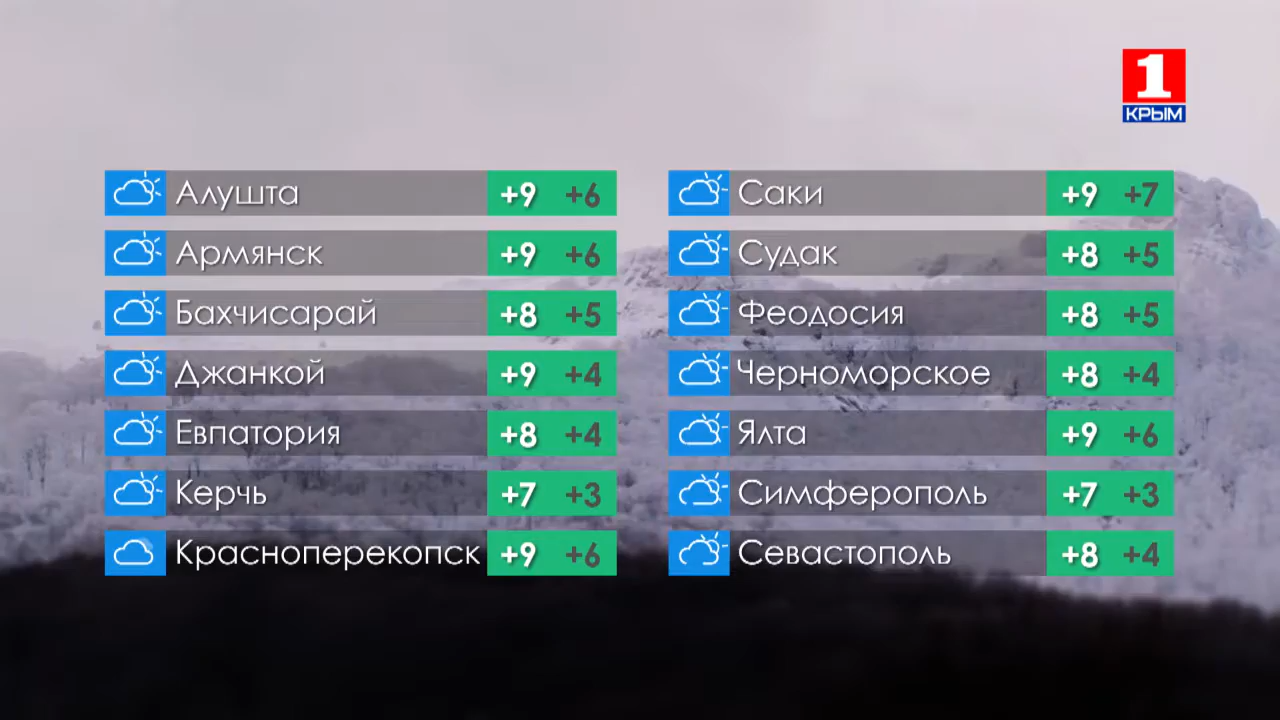 1
КРЫМ
Алушта +9 +6
Армянск +9 +6
Бахчисарай +8 +5
Джанкой +9 +4
Евпатория +8 +4
Керчь +7 +3
Красноперекопск +9 +6
Саки +9 +7
Судак +8 +5
Феодосия +8 +5
Черноморское +8 +4
Ялта +9 +6
Симферополь +7 +3
Севастополь +8 +4